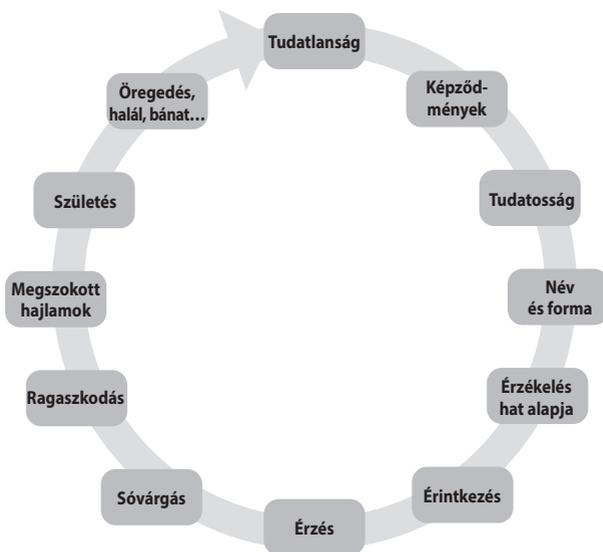 Tudatlanság
Képződ-
mények
Tudatosság
Név
és forma
Érzékelés
hat alapja
Érintkezés
Érzés
Sóvárgás
Ragaszkodás
Megszokott
hajlamok
Születés
Öregedés,
halál, bánat...